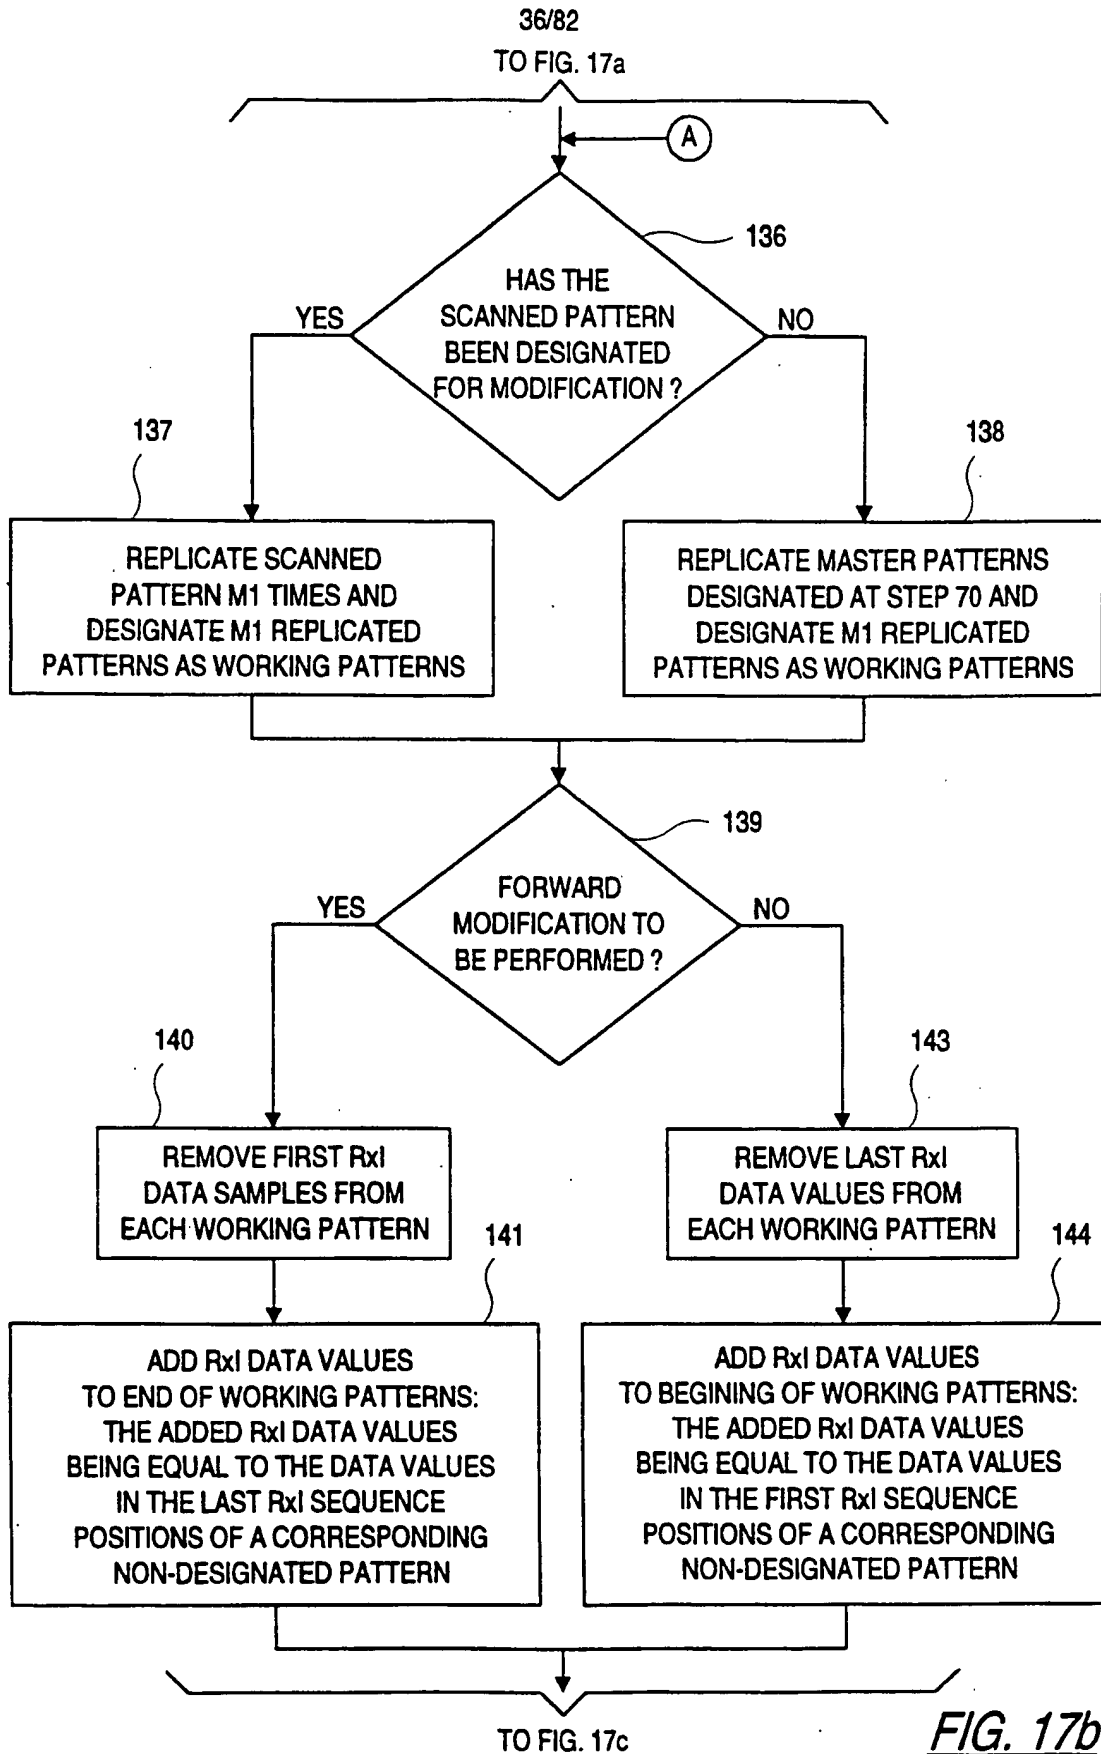 36/82
TO FIG. 17a
A
136
HAS THE
SCANNED PATTERN
BEEN DESIGNATED
FOR MODIFICATION ?
YES
NO
137
138
REPLICATE SCANNED
PATTERN M1 TIMES AND
DESIGNATE M1 REPLICATED
PATTERNS AS WORKING PATTERNS
REPLICATE MASTER PATTERNS
DESIGNATED AT STEP 70 AND
DESIGNATE M1 REPLICATED
PATTERNS AS WORKING PATTERNS
139
FORWARD
MODIFICATION TO
BE PERFORMED ?
YES
NO
140
143
REMOVE FIRST RxI
DATA SAMPLES FROM
EACH WORKING PATTERN
REMOVE LAST RxI
DATA VALUES FROM
EACH WORKING PATTERN
141
144
ADD RxI DATA VALUES
TO END OF WORKING PATTERNS:
THE ADDED RxI DATA VALUES
BEING EQUAL TO THE DATA VALUES
IN THE LAST RxI SEQUENCE
POSITIONS OF A CORRESPONDING
NON-DESIGNATED PATTERN
ADD RxI DATA VALUES
TO BEGINING OF WORKING PATTERNS:
THE ADDED RxI DATA VALUES
BEING EQUAL TO THE DATA VALUES
IN THE FIRST RxI SEQUENCE
POSITIONS OF A CORRESPONDING
NON-DESIGNATED PATTERN
TO FIG. 17c
FIG. 17b